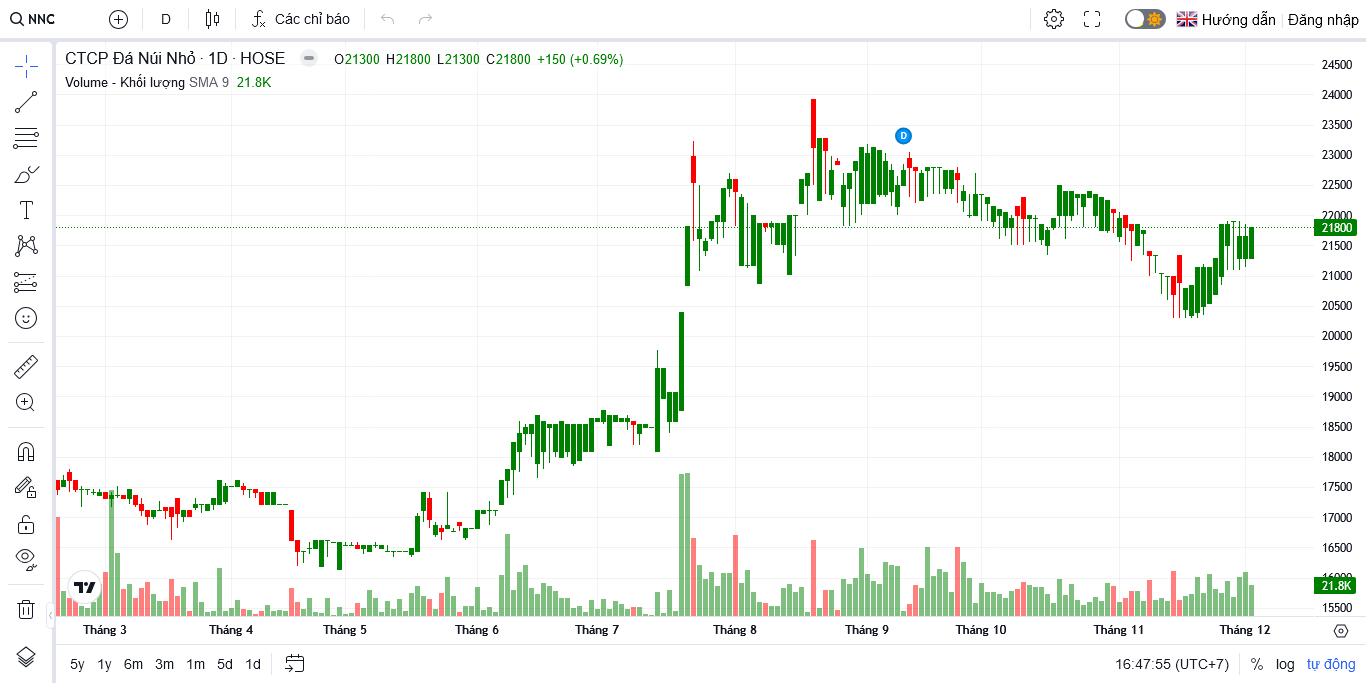 NNC D Các chỉ báo Hướng dẫn Đăng nhập
CTCP Đá Núi Nhỏ · 1D · HOSE O21300 H21800 L21300 C21800 +150 (+0.69%)
Volume - Khối lượng SMA 9 21.8K
D
24500
24000
23500
23000
22500
22000
21800
21500
21000
20500
20000
19500
19000
18500
18000
17500
17000
16500
16000
21.8K
15500
Tháng 3 Tháng 4 Tháng 5 Tháng 6 Tháng 7 Tháng 8 Tháng 9 Tháng 10 Tháng 11 Tháng 12
5y 1y 6m 3m 1m 5d 1d 16:47:55 (UTC+7) % log tự động